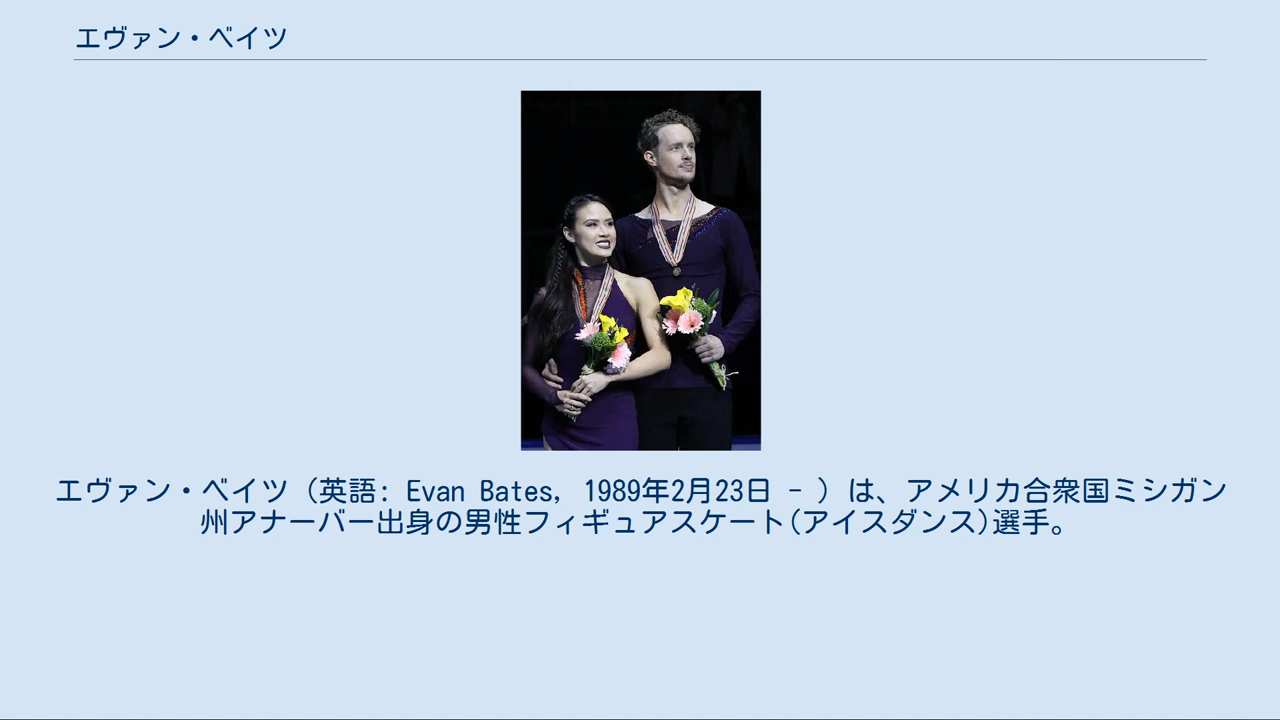 エヴァン・ベイツ
エヴァン・ベイツ（英語: Evan Bates, 1989年2月23日 - ）は、アメリカ合衆国ミシガン
州アナーバー出身の男性フィギュアスケート(アイスダンス)選手。